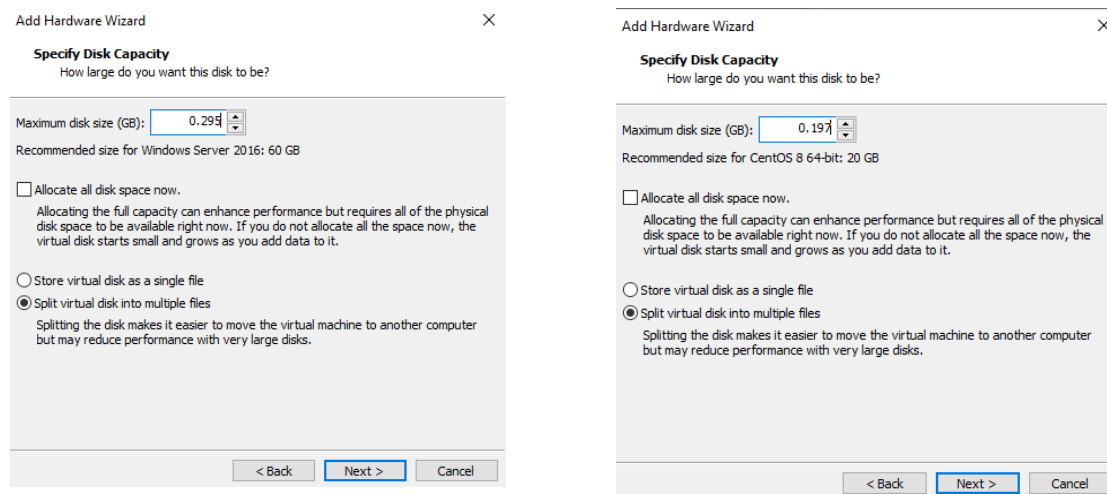 Add Hardware Wizard
Specify Disk Capacity
How large do you want this disk to be?
Maximum disk size (GB): 0.295
Recommended size for Windows Server 2016: 60 GB
Allocate all disk space now.
Allocating the full capacity can enhance performance but requires all of the physical
disk space to be available right now. If you do not allocate all the space now, the
virtual disk starts small and grows as you add data to it.
Store virtual disk as a single file
Split virtual disk into multiple files
Splitting the disk makes it easier to move the virtual machine to another computer
but may reduce performance with very large disks.
< Back Next > Cancel
Add Hardware Wizard
Specify Disk Capacity
How large do you want this disk to be?
Maximum disk size (GB): 0.197
Recommended size for CentOS 8 64-bit: 20 GB
Allocate all disk space now.
Allocating the full capacity can enhance performance but requires all of the physical
disk space to be available right now. If you do not allocate all the space now, the
virtual disk starts small and grows as you add data to it.
Store virtual disk as a single file
Split virtual disk into multiple files
Splitting the disk makes it easier to move the virtual machine to another computer
but may reduce performance with very large disks.
< Back Next > Cancel